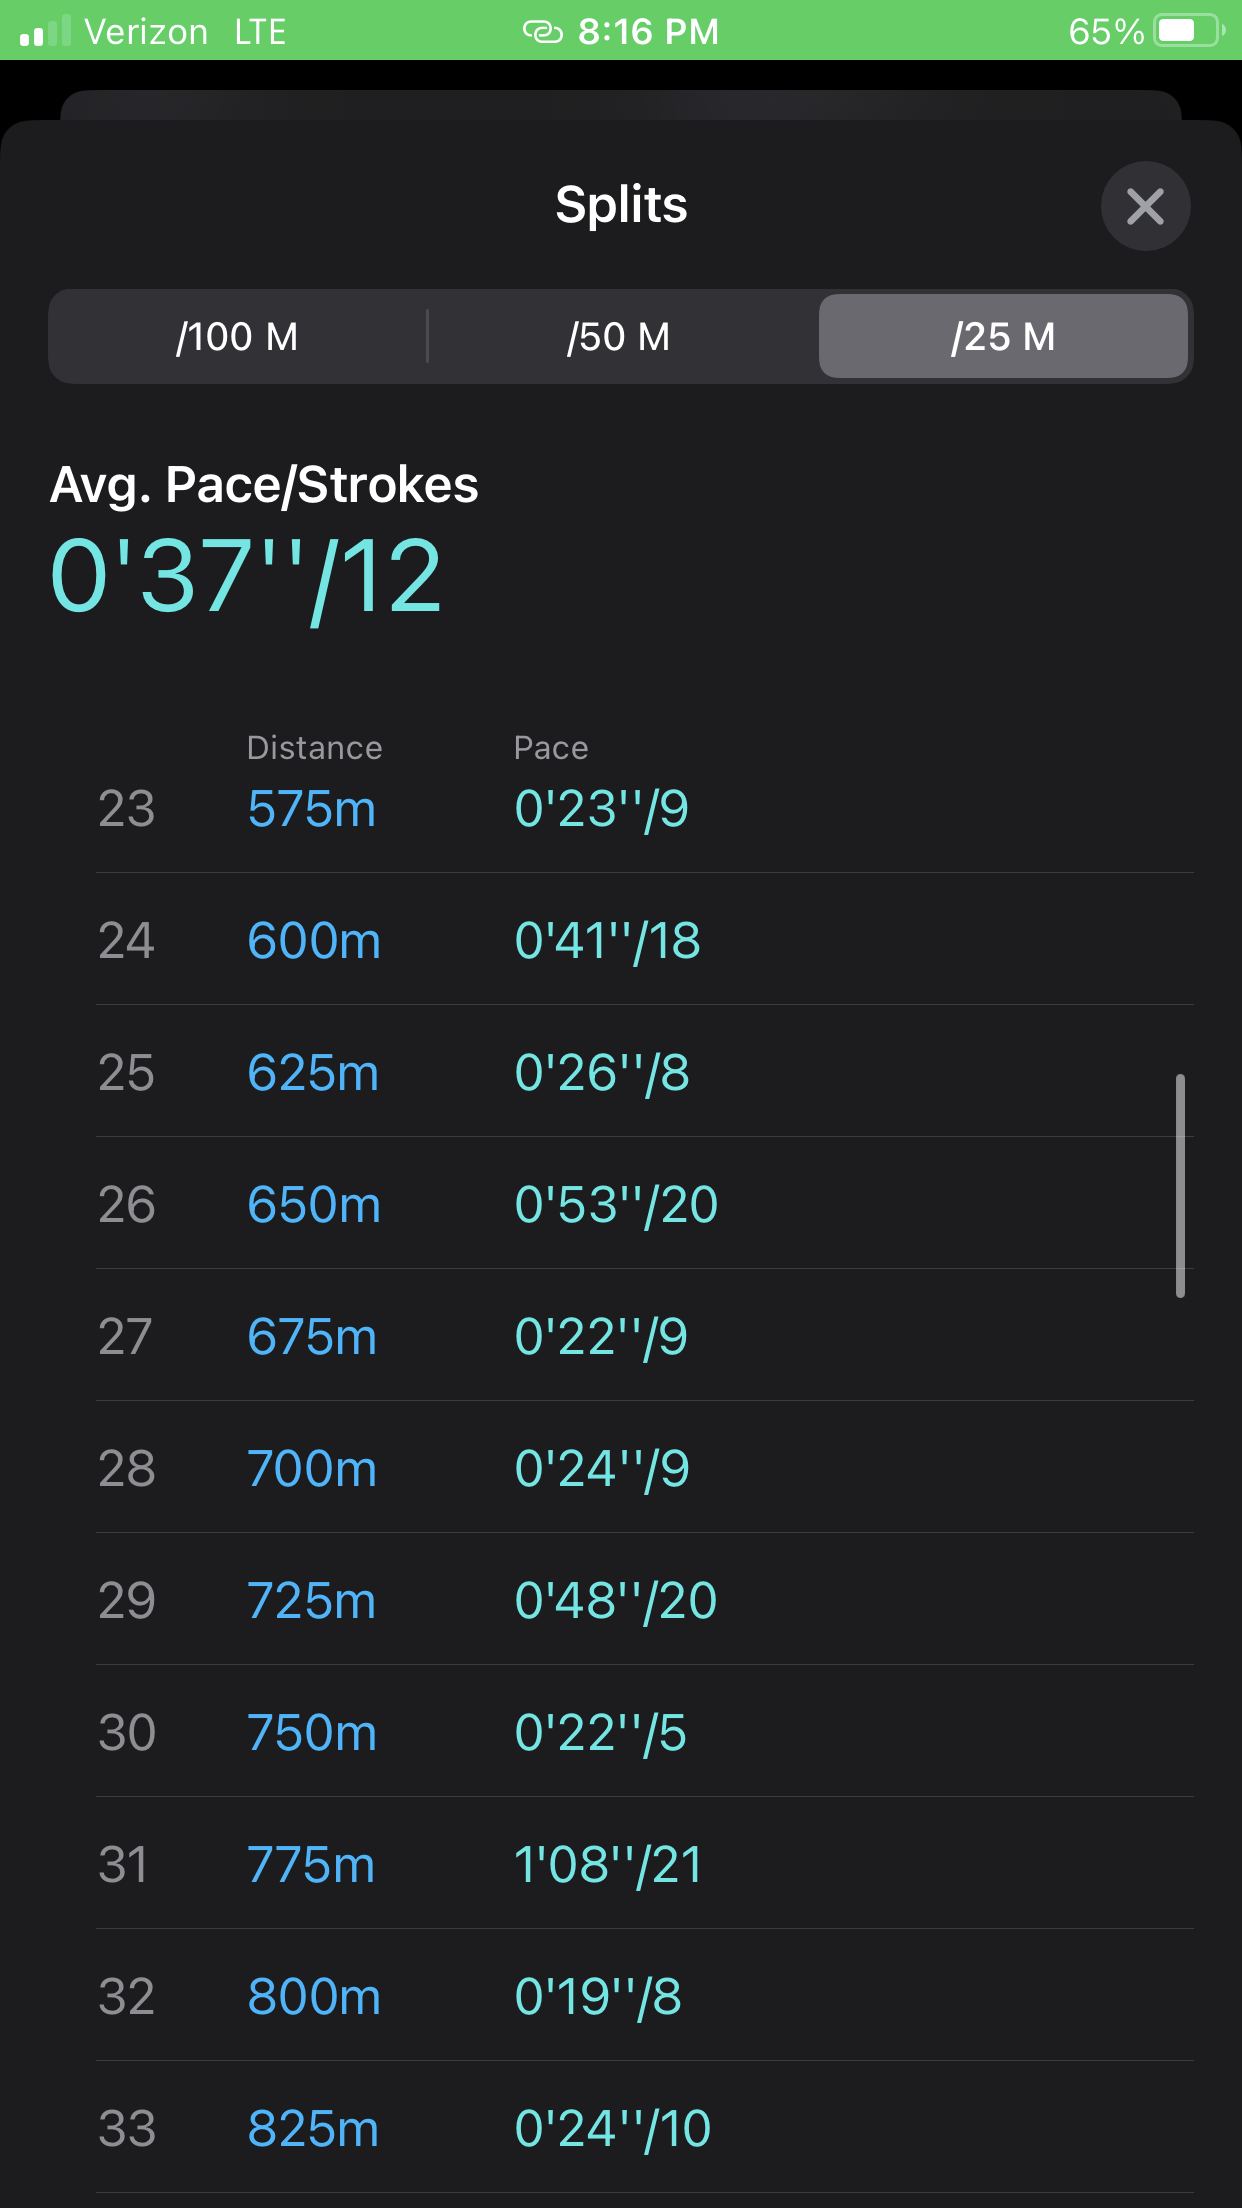 Verizon LTE 8:16 PM 65%
Splits
/100 M /50 M /25 M
Avg. Pace/Strokes
0'37''/12
Distance Pace
23 575m 0'23''/9
24 600m 0'41''/18
25 625m 0'26''/8
26 650m 0'53''/20
27 675m 0'22''/9
28 700m 0'24''/9
29 725m 0'48''/20
30 750m 0'22''/5
31 775m 1'08''/21
32 800m 0'19''/8
33 825m 0'24''/10